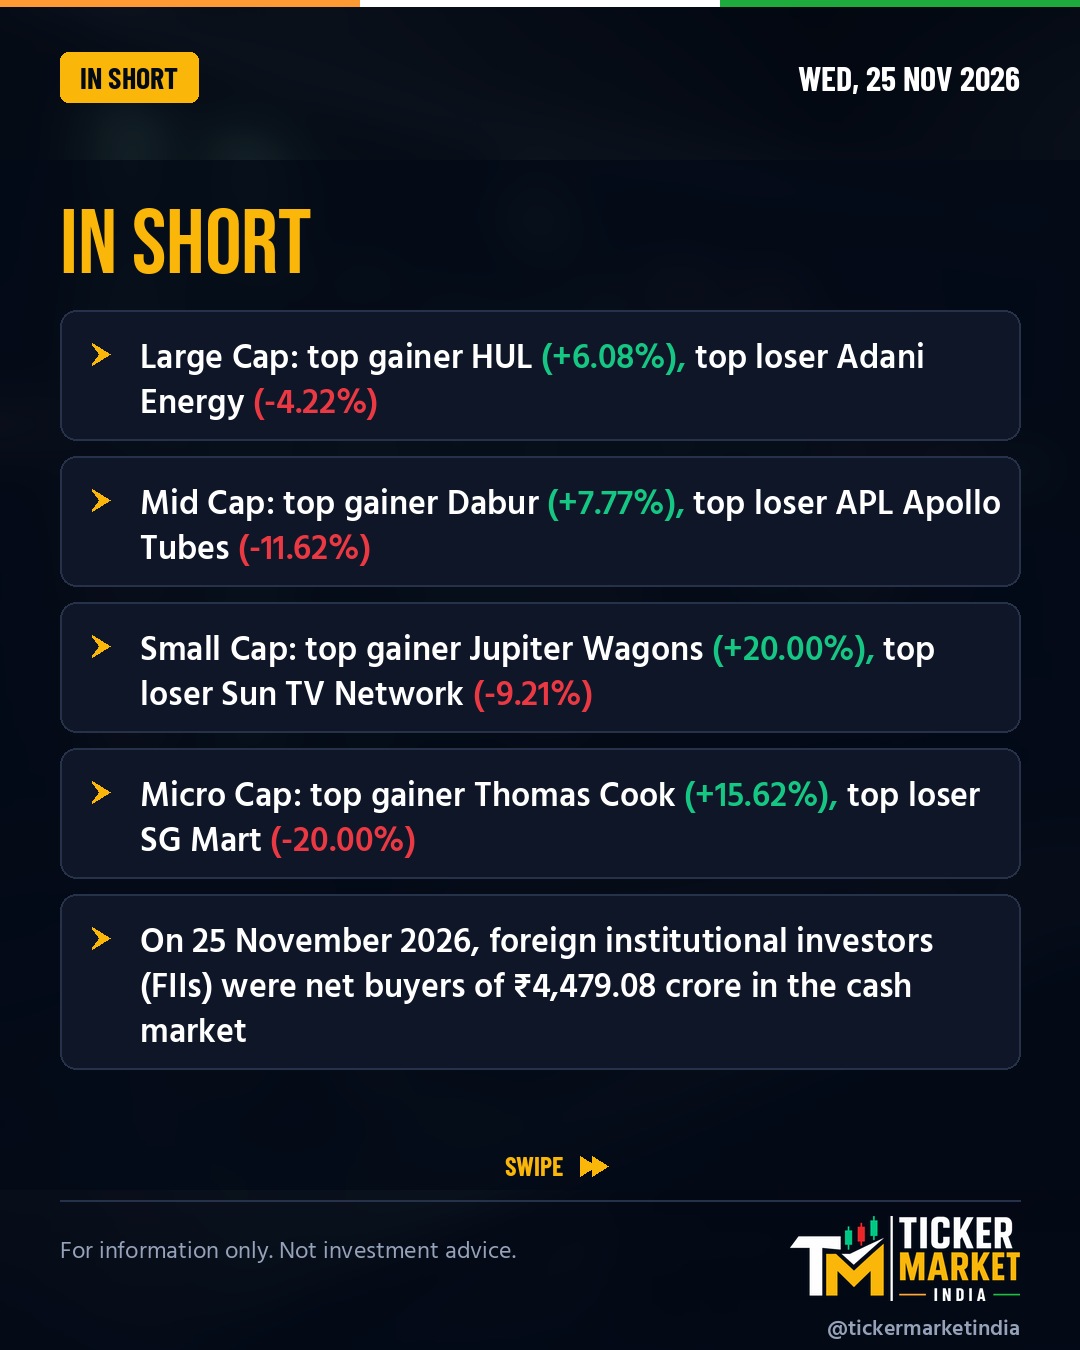 IN SHORT
WED, 25 NOV 2026
IN SHORT
Large Cap: top gainer HUL (+6.08%), top loser Adani
Energy (-4.22%)
Mid Cap: top gainer Dabur (+7.77%), top loser APL Apollo
Tubes (-11.62%)
Small Cap: top gainer Jupiter Wagons (+20.00%), top
loser Sun TV Network (-9.21%)
Micro Cap: top gainer Thomas Cook (+15.62%), top loser
SG Mart (-20.00%)
On 25 November 2026, foreign institutional investors
(FIIs) were net buyers of ₹4,479.08 crore in the cash
market
SWIPE
For information only. Not investment advice.
TM
TICKER
MARKET
INDIA
@tickermarketindia